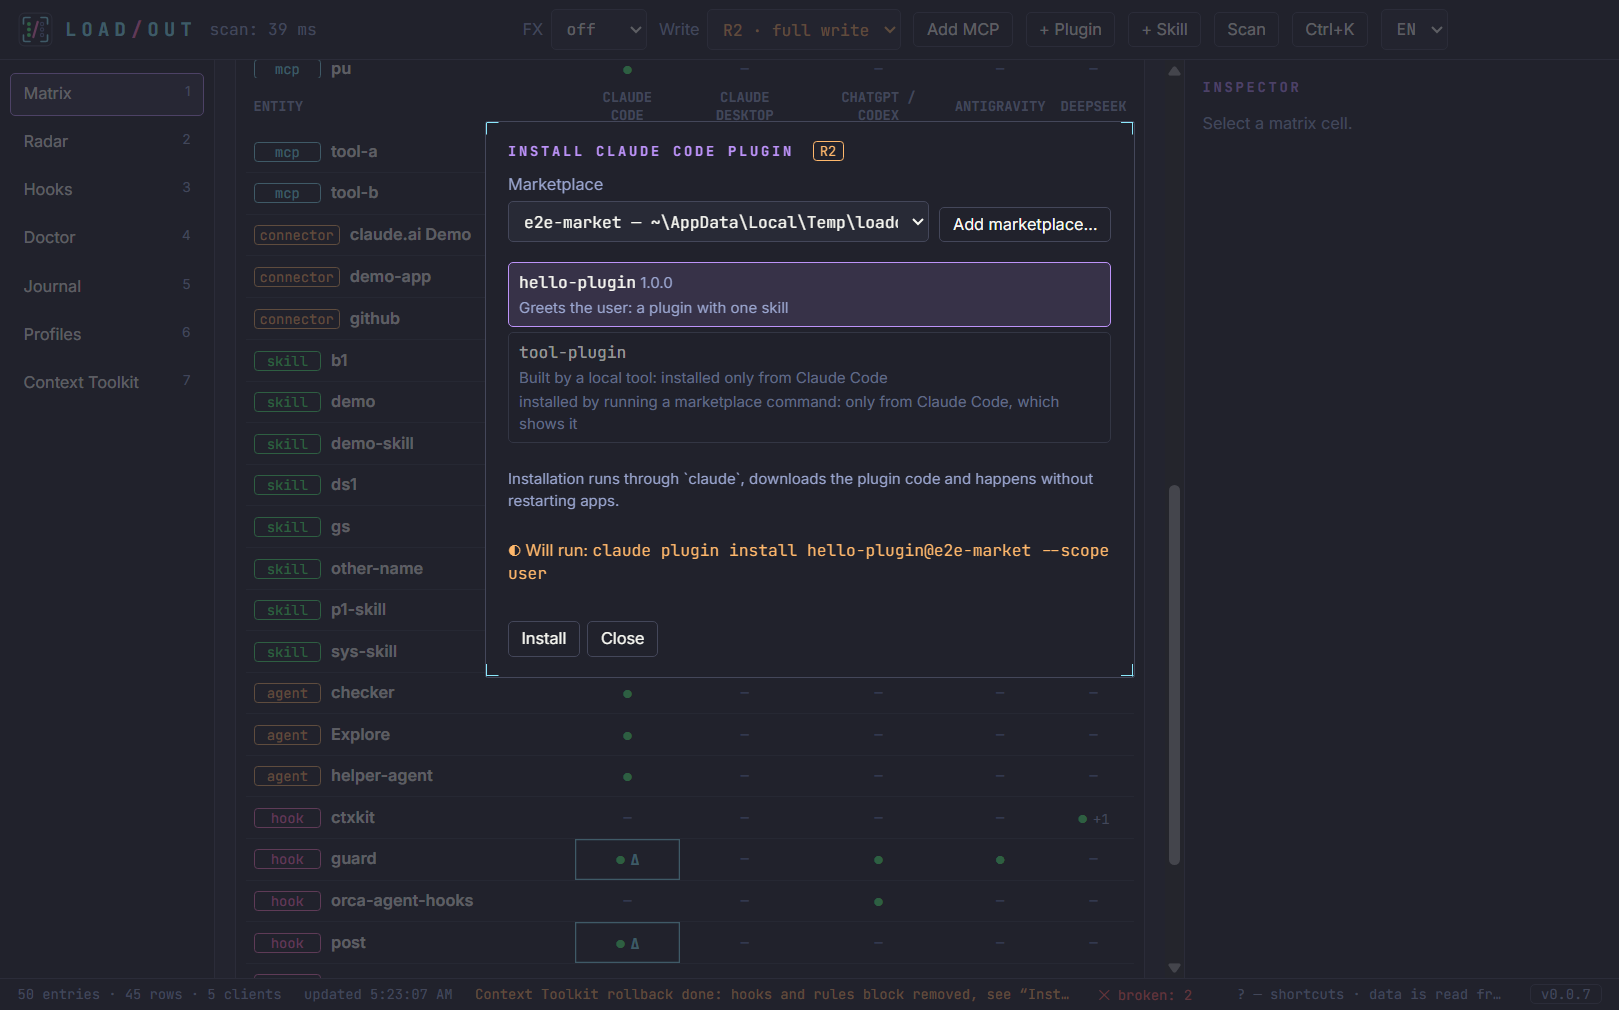 LOAD/OUT scan: 39 ms FX off Write R2 · full write Add MCP + Plugin + Skill Scan Ctrl+K EN
Matrix 1
Radar 2
Hooks 3
Doctor 4
Journal 5
Profiles 6
Context Toolkit 7
mcp pu ● — — — —
ENTITY CLAUDE CODE CLAUDE DESKTOP CHATGPT / CODEX ANTIGRAVITY DEEPSEEK
mcp tool-a
mcp tool-b
connector claude.ai Demo
connector demo-app
connector github
skill b1
skill demo
skill demo-skill
skill ds1
skill gs
skill other-name
skill p1-skill
skill sys-skill
agent checker ● — — — —
agent Explore ● — — — —
agent helper-agent ● — — — —
hook ctxkit — — — — ● +1
hook guard ● Δ — ● ● —
hook orca-agent-hooks — — ● — —
hook post ● Δ — — — —
INSTALL CLAUDE CODE PLUGIN R2
Marketplace
e2e-market — ~\AppData\Local\Temp\loado Add marketplace...
hello-plugin 1.0.0
Greets the user: a plugin with one skill
tool-plugin
Built by a local tool: installed only from Claude Code
installed by running a marketplace command: only from Claude Code, which
shows it
Installation runs through `claude`, downloads the plugin code and happens without
restarting apps.
◐ Will run: claude plugin install hello-plugin@e2e-market --scope
user
Install Close
INSPECTOR
Select a matrix cell.
50 entries · 45 rows · 5 clients updated 5:23:07 AM Context Toolkit rollback done: hooks and rules block removed, see “Inst… ✕ broken: 2 ? — shortcuts · data is read fr… v0.0.7